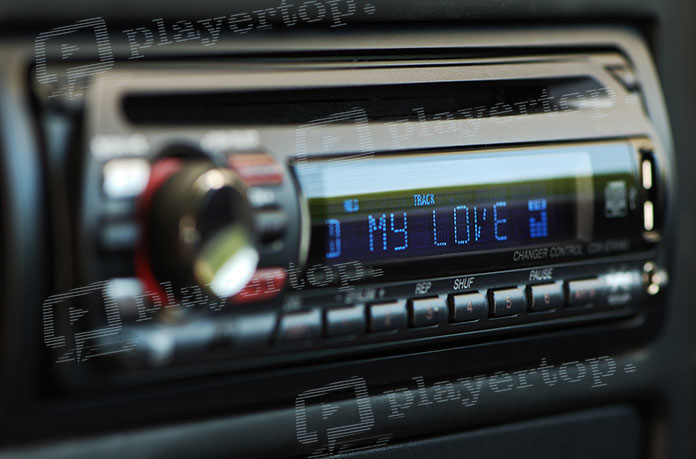 playertop.
playertop.
TRACK
D MY LOVE
CHANGER CONTROL
REP SHUF PAUSE
3 4 5 6
playertop.
playertop.